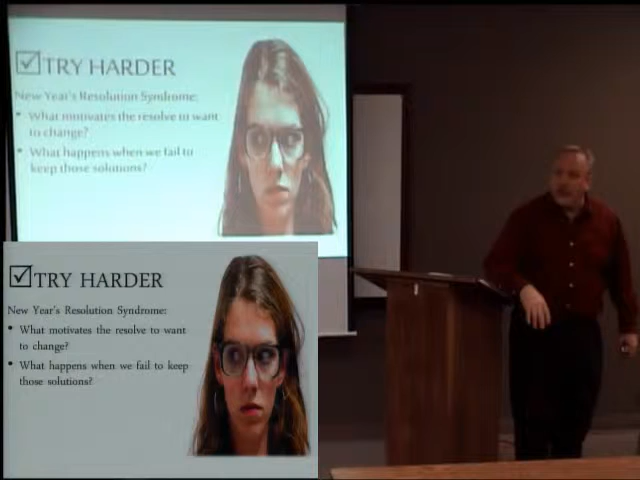 TRY HARDER
New Year's Resolution Syndrome:
• What motivates the resolve to want
to change?
• What happens when we fail to
keep those solutions?
TRY HARDER
New Year's Resolution Syndrome:
• What motivates the resolve to want
to change?
• What happens when we fail to keep
those solutions?